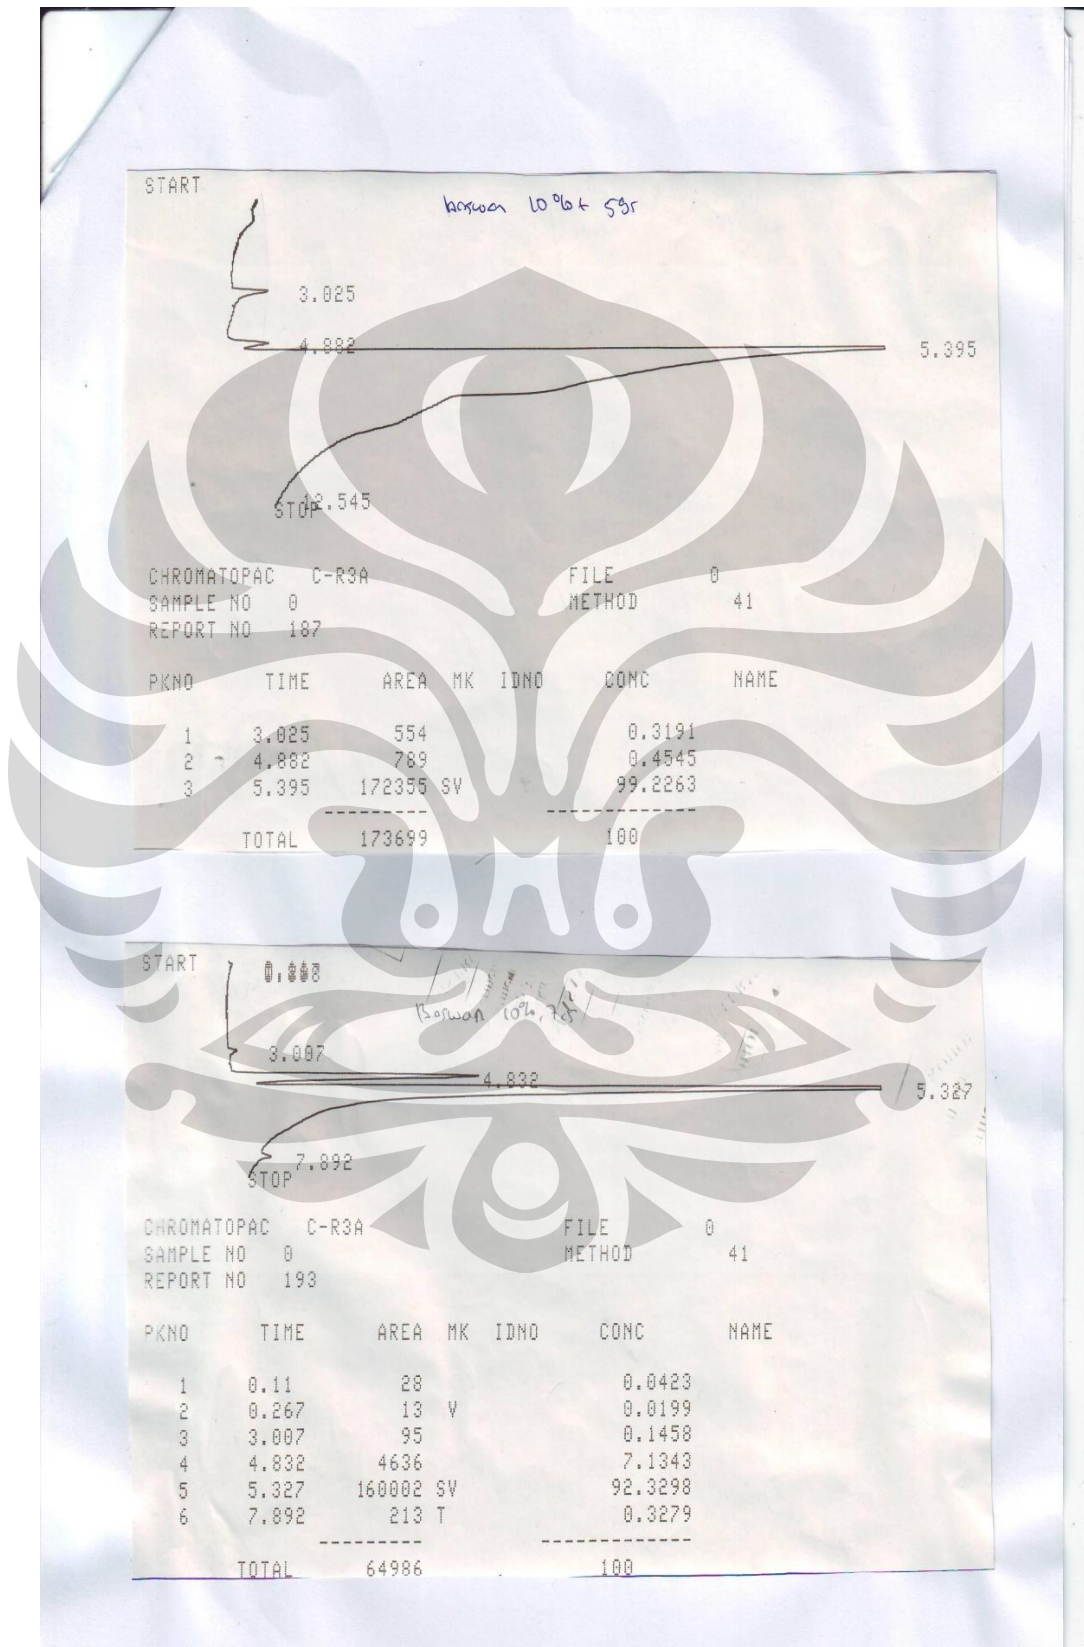 START
10% + 5gr
3.025
4.882
5.395
12.545
STOP
CHROMATOPAC C-R3A FILE 0
SAMPLE NO 0 METHOD 41
REPORT NO 187
PKNO TIME AREA MK IDNO CONC NAME
1 3.025 554 0.3191
2 4.882 789 0.4545
3 5.395 172355 SV 99.2263
TOTAL 173699 100
START
Baswan 10%, 7gr
3.007
4.832
5.327
7.892
STOP
CHROMATOPAC C-R3A FILE 0
SAMPLE NO 0 METHOD 41
REPORT NO 193
PKNO TIME AREA MK IDNO CONC NAME
1 0.11 28 0.0423
2 0.267 13 V 0.0199
3 3.007 95 0.1458
4 4.832 4636 7.1343
5 5.327 160002 SV 92.3298
6 7.892 213 T 0.3279
TOTAL 64986 100